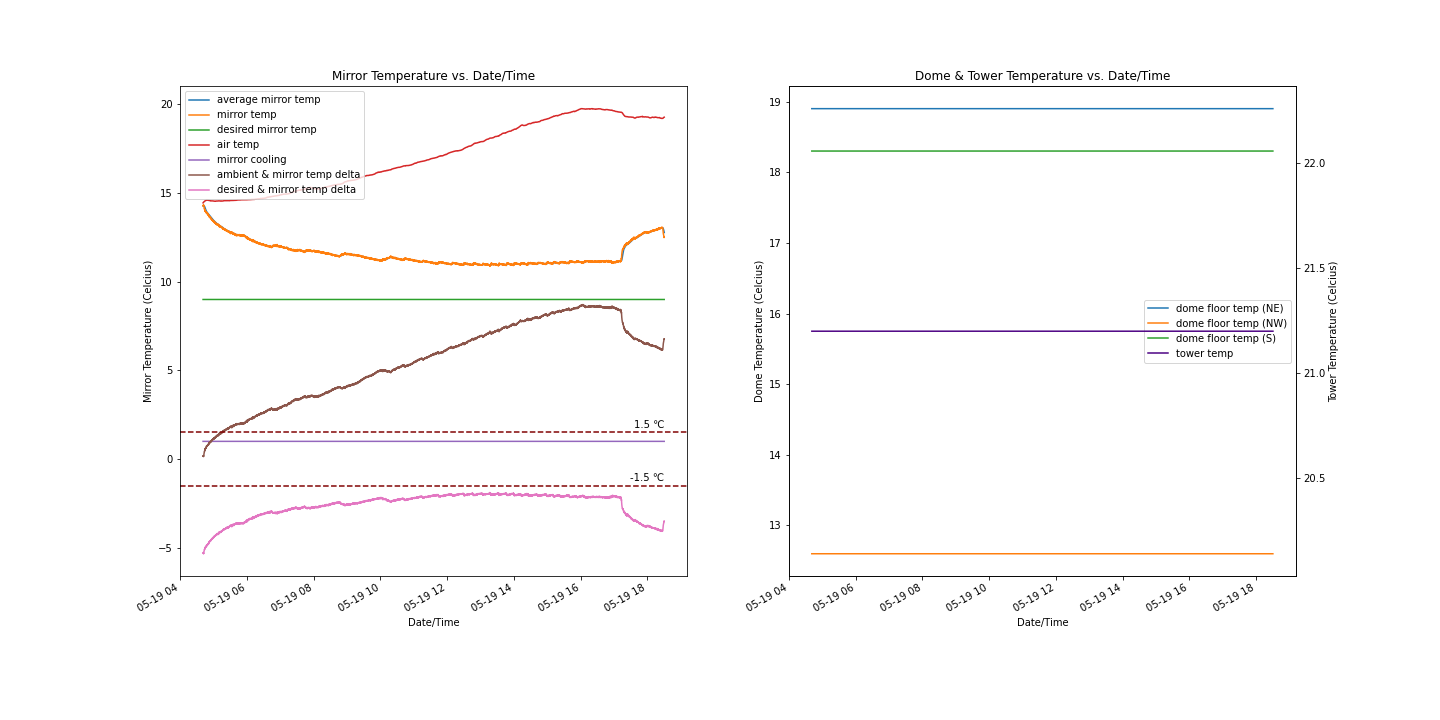 Mirror Temperature vs. Date/Time
Mirror Temperature (Celcius)
20
15
10
5
0
−5
average mirror temp
mirror temp
desired mirror temp
air temp
mirror cooling
ambient & mirror temp delta
desired & mirror temp delta
1.5 °C
-1.5 °C
05-19 04
05-19 06
05-19 08
05-19 10
05-19 12
05-19 14
05-19 16
05-19 18
Date/Time
Dome & Tower Temperature vs. Date/Time
Dome Temperature (Celcius)
19
18
17
16
15
14
13
dome floor temp (NE)
dome floor temp (NW)
dome floor temp (S)
tower temp
22.0
21.5
21.0
20.5
Tower Temperature (Celcius)
05-19 04
05-19 06
05-19 08
05-19 10
05-19 12
05-19 14
05-19 16
05-19 18
Date/Time